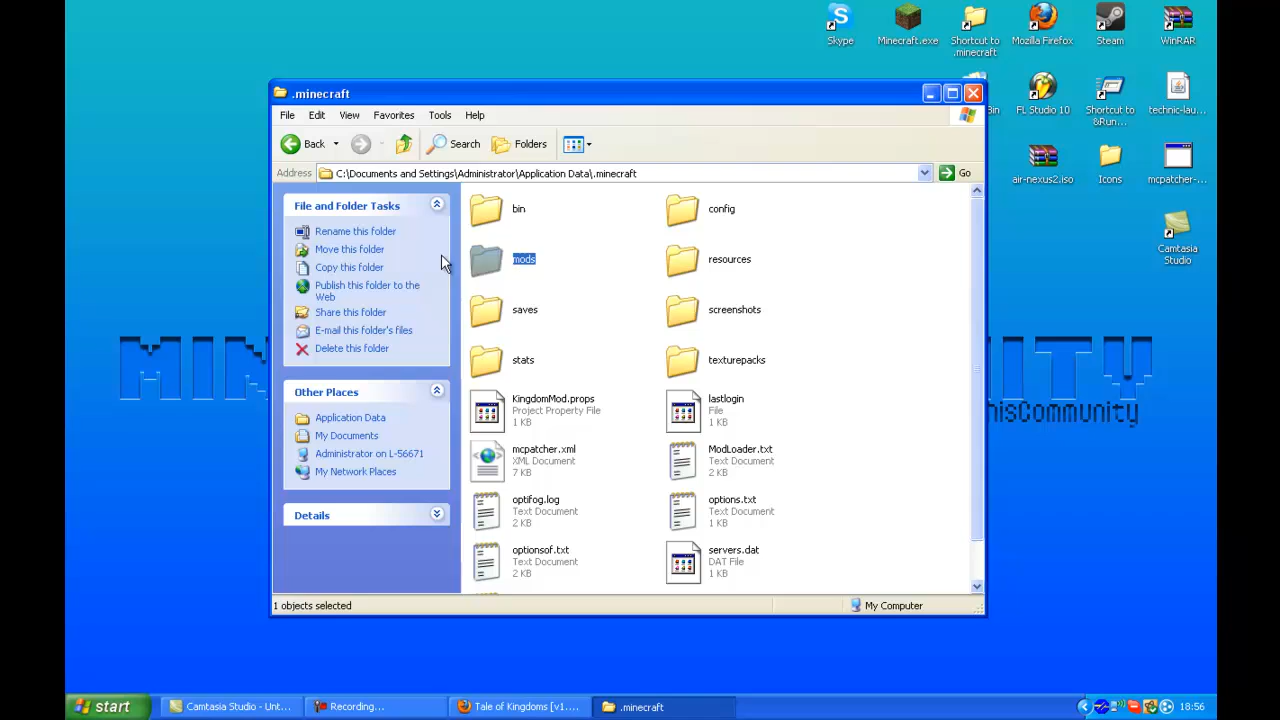 Skype
Minecraft.exe
Shortcut to
.minecraft
Mozilla Firefox
Steam
WinRAR
FL Studio 10
Shortcut to
&Run...
technic-lau...
air-nexus2.iso
Icons
mcpatcher-...
Camtasia
Studio
.minecraft
File Edit View Favorites Tools Help
Back Search Folders
Address C:\Documents and Settings\Administrator\Application Data\.minecraft Go
File and Folder Tasks
Rename this folder
Move this folder
Copy this folder
Publish this folder to the
Web
Share this folder
E-mail this folder's files
Delete this folder
Other Places
Application Data
My Documents
Administrator on L-56671
My Network Places
Details
bin
config
mods
resources
saves
screenshots
stats
texturepacks
KingdomMod.props
Project Property File
1 KB
lastlogin
File
1 KB
mcpatcher.xml
XML Document
7 KB
ModLoader.txt
Text Document
2 KB
optifog.log
Text Document
2 KB
options.txt
Text Document
1 KB
optionsof.txt
Text Document
2 KB
servers.dat
DAT File
1 KB
1 objects selected
My Computer
hisCommunity
start
Camtasia Studio - Unt...
Recording...
Tale of Kingdoms [v1...
.minecraft
18:56